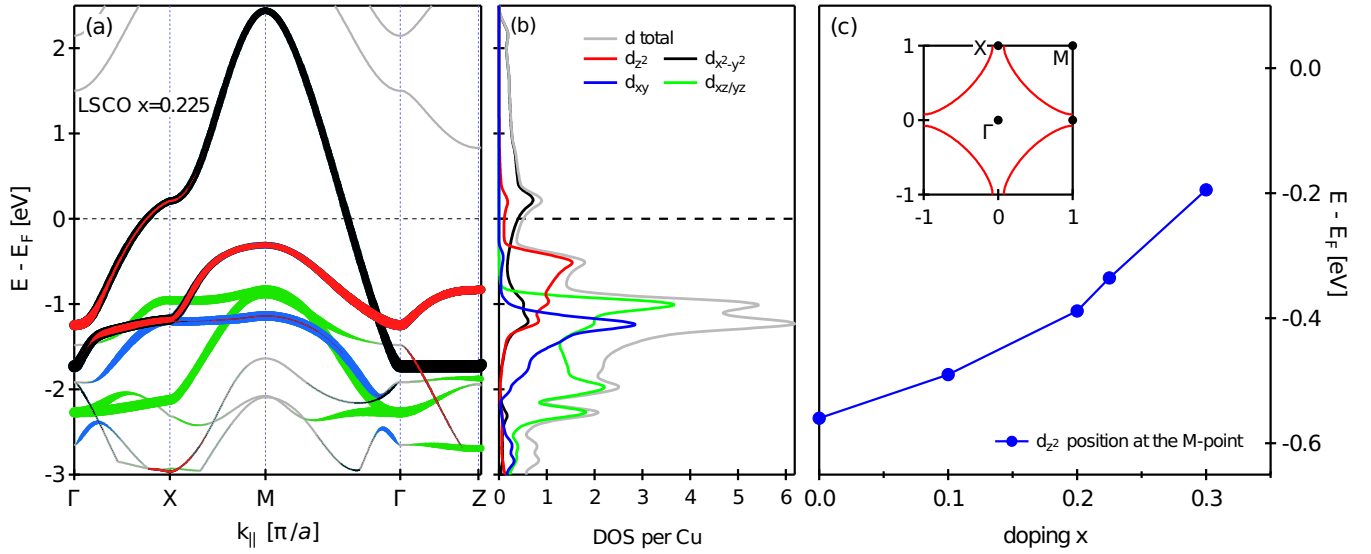 (a)
LSCO x=0.225
E - E_F [eV]
2
1
0
-1
-2
-3
Γ X M Γ Z
k_|| [π/a]
(b)
d total
d_z² d_x²-y²
d_xy d_xz/yz
0 1 2 3 4 5 6
DOS per Cu
(c)
X M
Γ
1
0
-1
-1 0 1
0.0
-0.2
-0.4
-0.6
E - E_F [eV]
d_z² position at the M-point
0.0 0.1 0.2 0.3
doping x